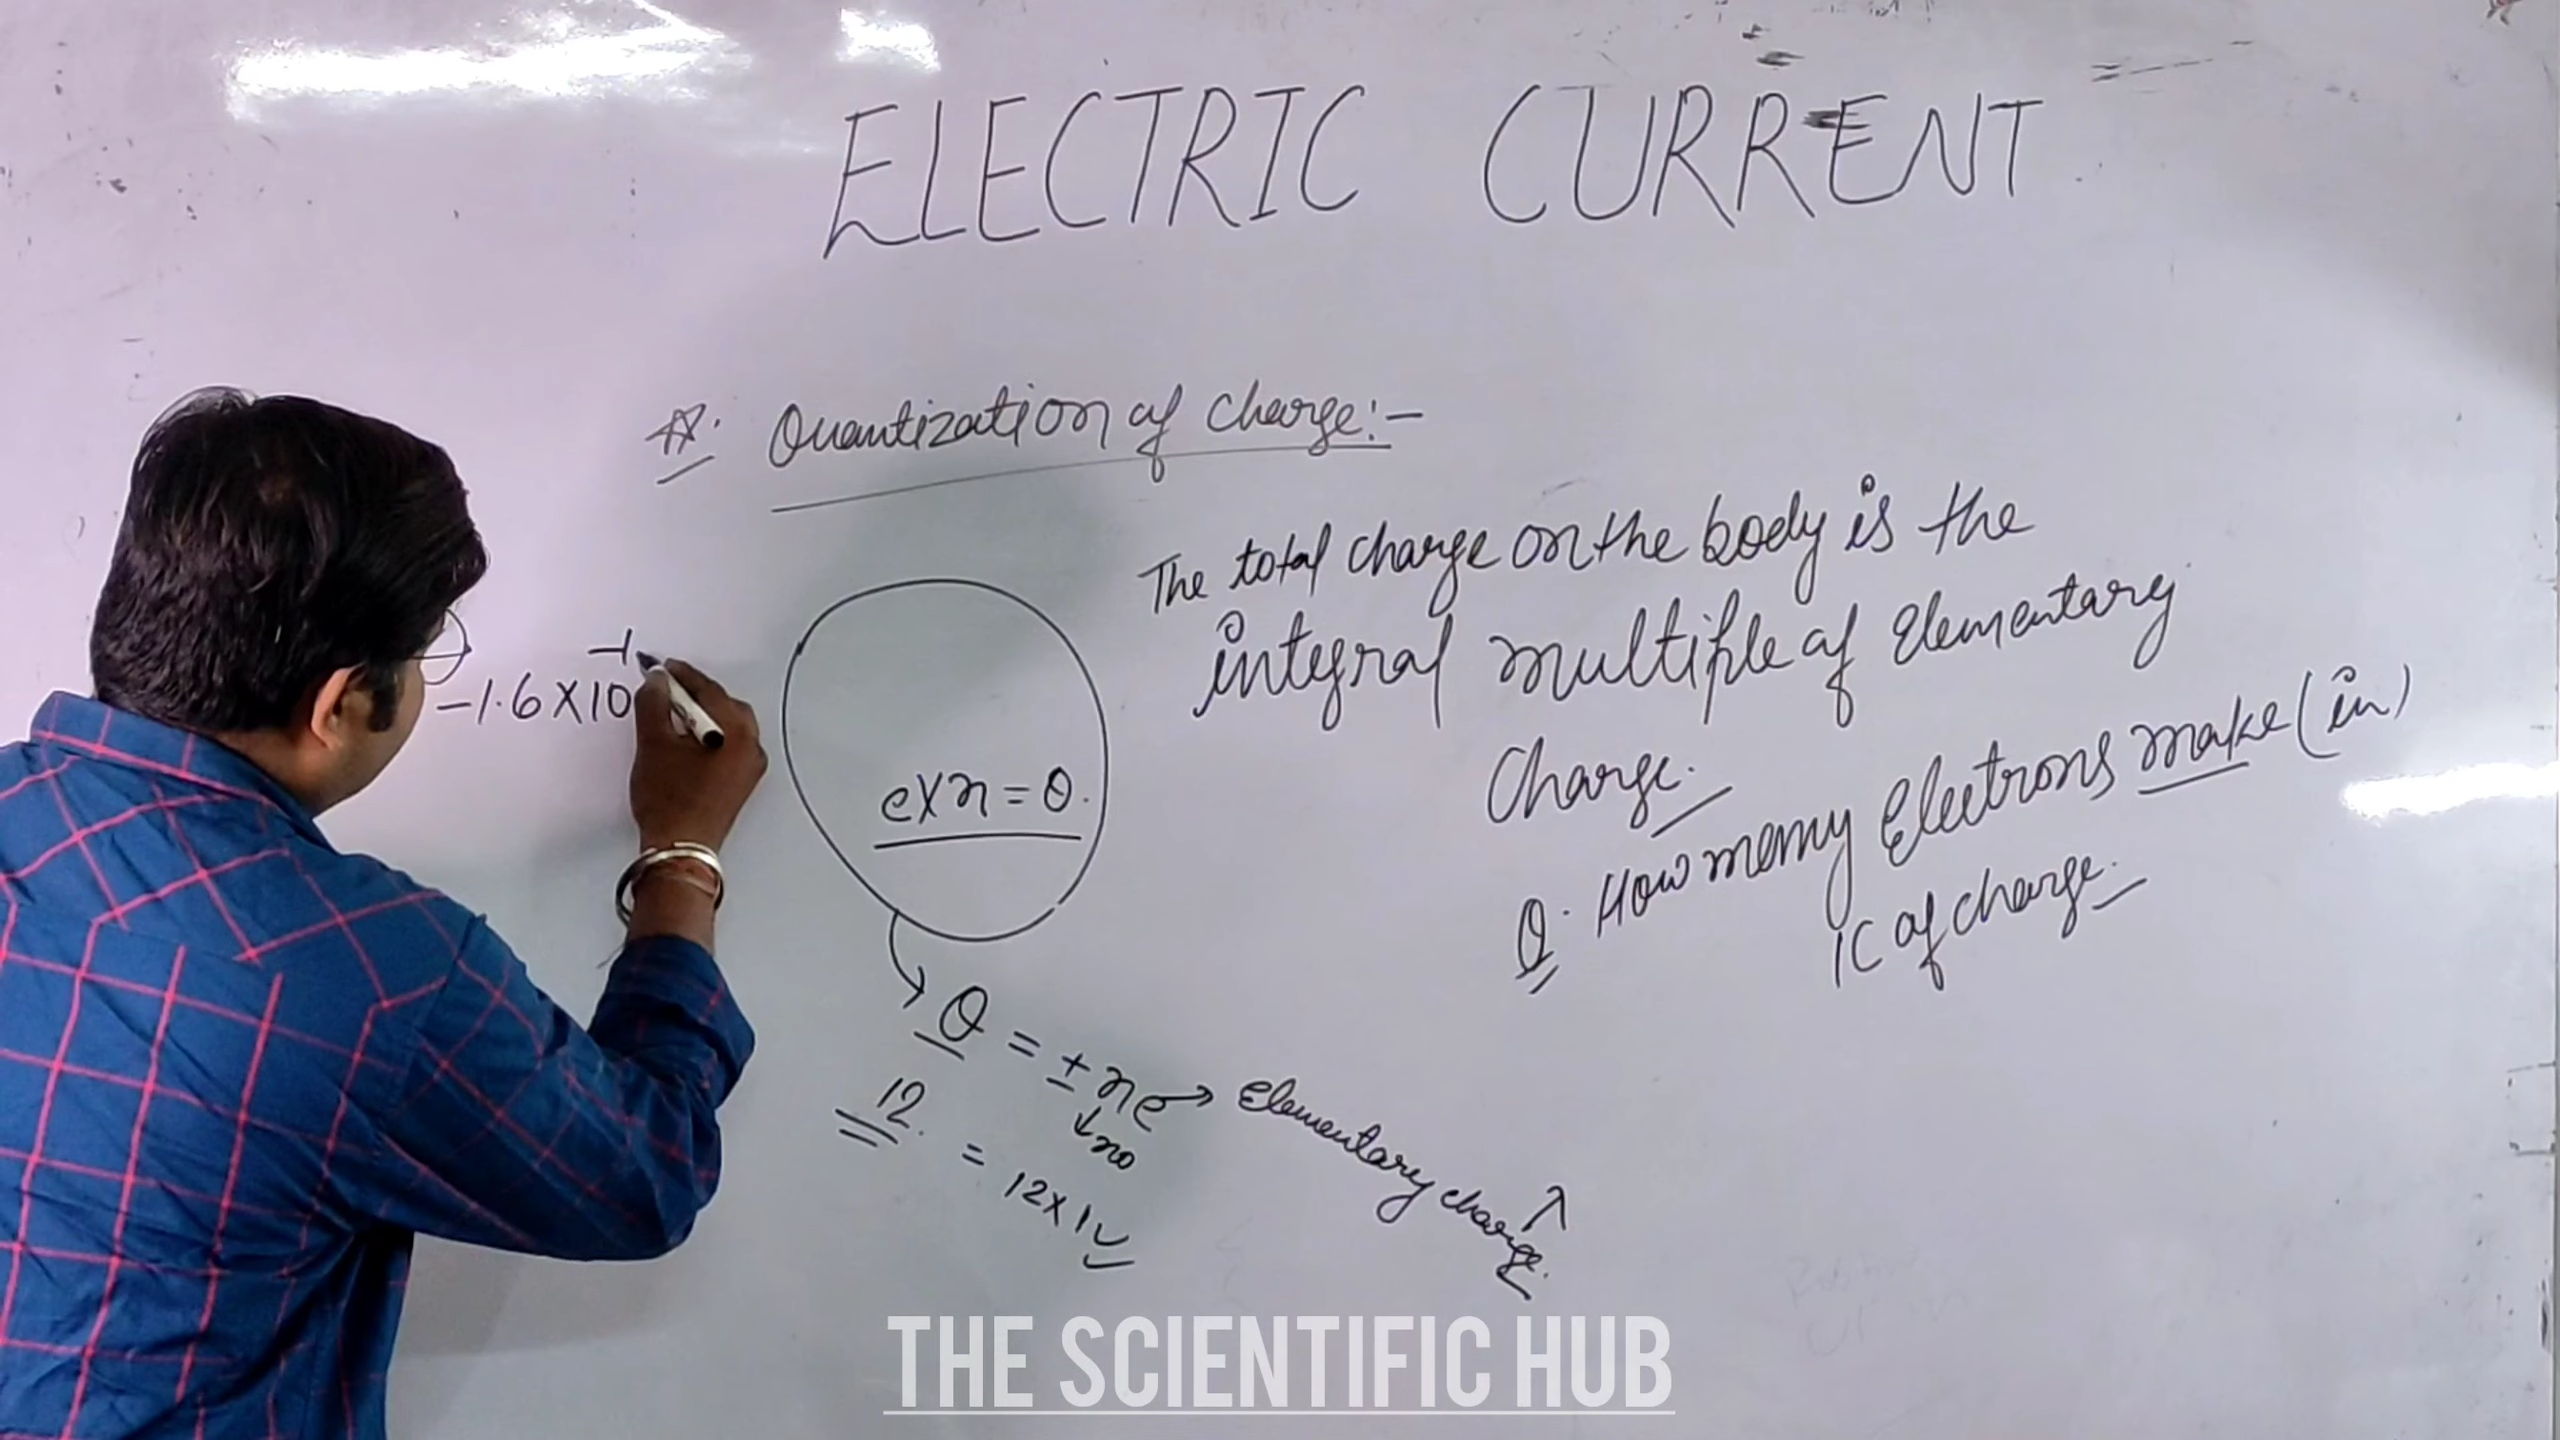 ELECTRIC CURRENT
☆. Quantization of charge:-
The total charge on the body is the
integral multiple of Elementary
charge.
-1.6×10⁻¹
e×n=Q.
Q. How many Electrons make (in)
1C of charge.
Q = ± ne → Elementary charge.
↓
no
12.
= 12×1
THE SCIENTIFIC HUB